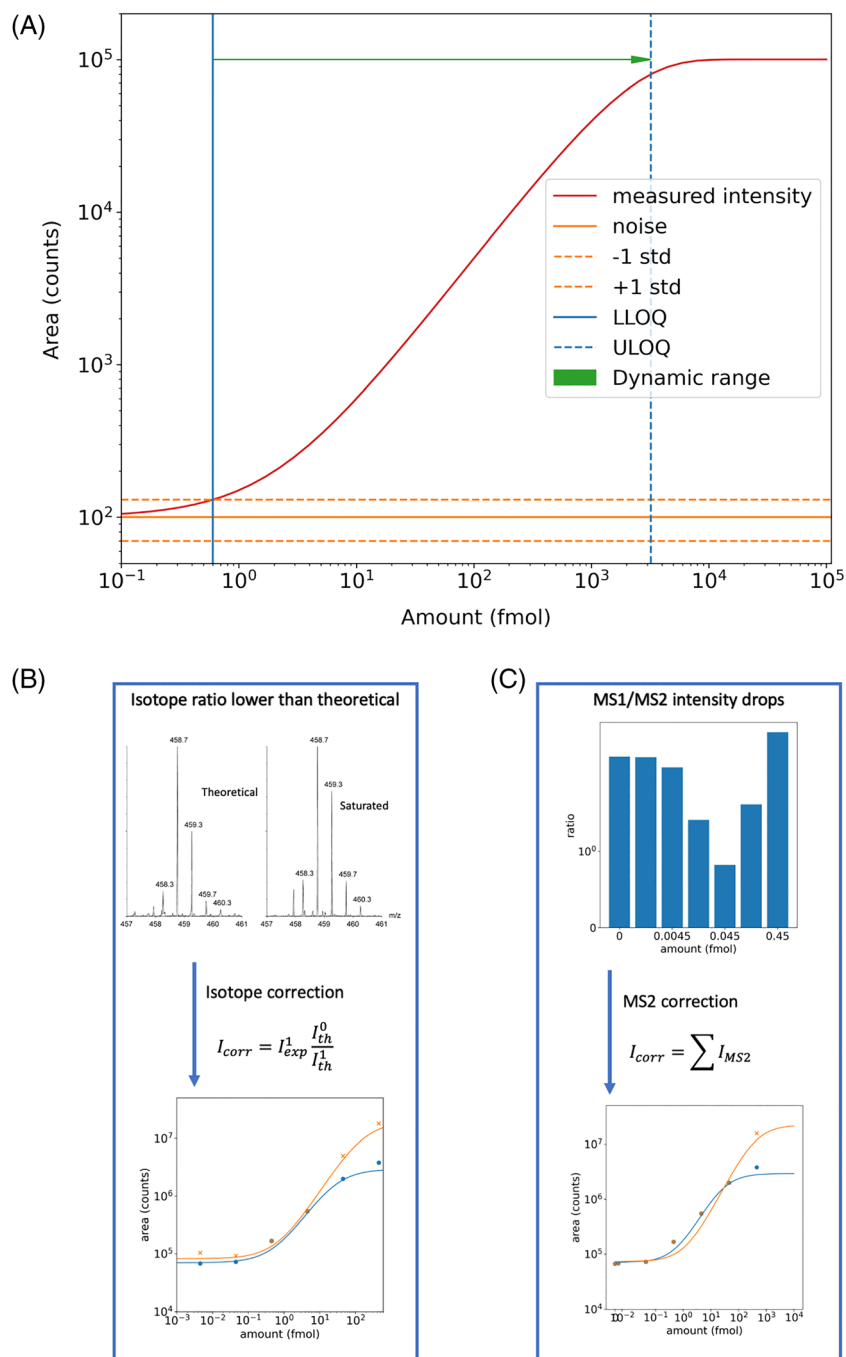 (A)
10^5
10^4
10^3
10^2
Area (counts)
measured intensity
noise
-1 std
+1 std
LLOQ
ULOQ
Dynamic range
10^−1 10^0 10^1 10^2 10^3 10^4 10^5
Amount (fmol)
(B)
Isotope ratio lower than theoretical
458.7 458.7
459.3
Theoretical Saturated
459.3
458.3 459.7 458.3 459.7
460.3 460.3
m/z
457 458 459 460 461 457 458 459 460 461
Isotope correction
I_corr = I^1_exp I^0_th / I^1_th
10^7
10^6
10^5
10^4
area (counts)
10^−3 10^−2 10^−1 10^0 10^1 10^2
amount (fmol)
(C)
MS1/MS2 intensity drops
ratio
10^0
0
0 0.0045 0.045 0.45
amount (fmol)
MS2 correction
I_corr = ∑ I_MS2
10^7
10^6
10^5
10^4
area (counts)
10^−2 10^−1 10^0 10^1 10^2 10^3 10^4
amount (fmol)